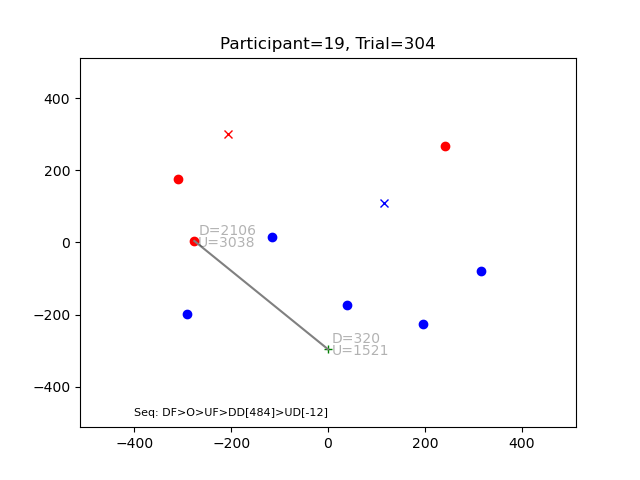 Participant=19, Trial=304
400
200
0
−200
−400
D=2106
U=3038
D=320
U=1521
Seq: DF>O>UF>DD[484]>UD[-12]
−400 −200 0 200 400